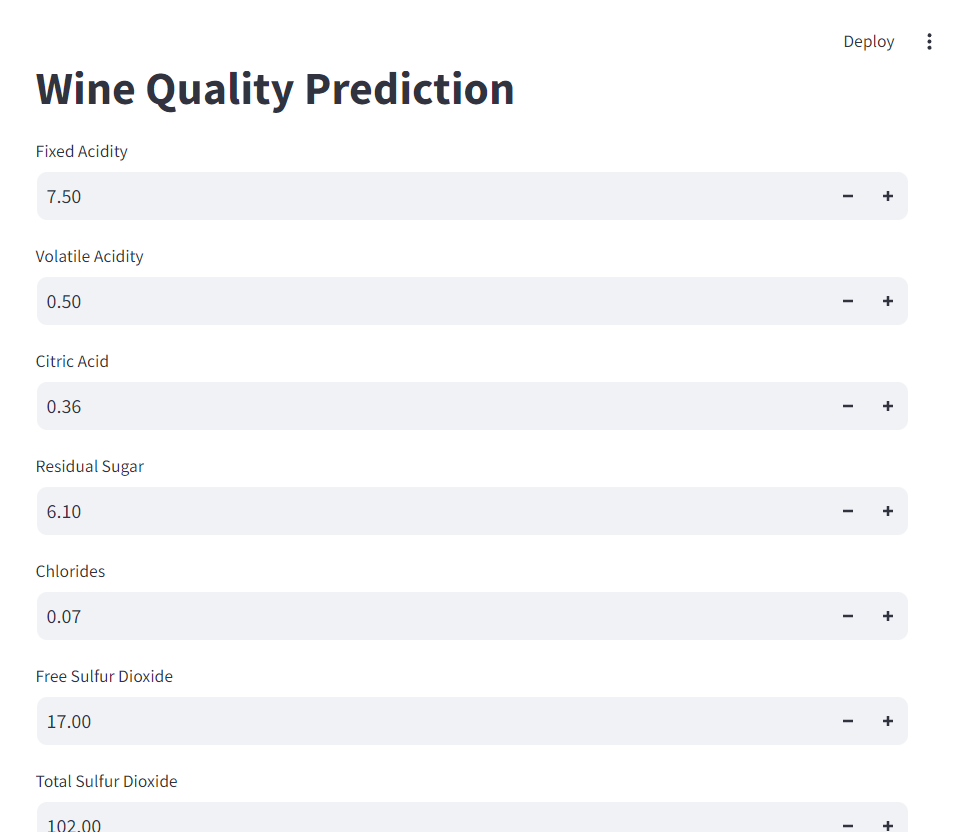 Deploy
Wine Quality Prediction
Fixed Acidity
7.50
Volatile Acidity
0.50
Citric Acid
0.36
Residual Sugar
6.10
Chlorides
0.07
Free Sulfur Dioxide
17.00
Total Sulfur Dioxide
102.00